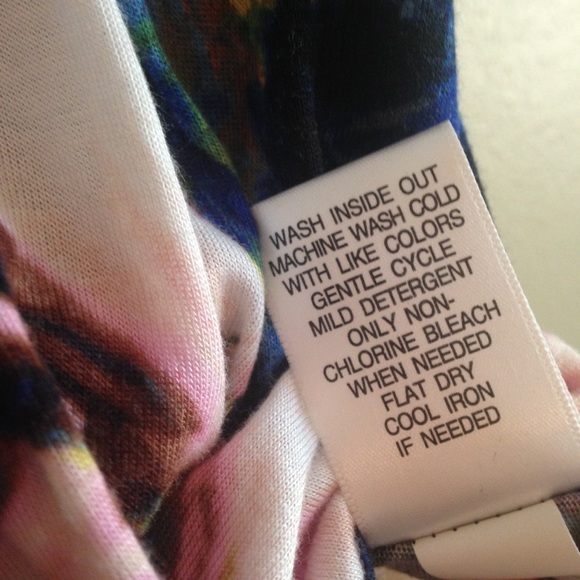 WASH INSIDE OUT
MACHINE WASH COLD
WITH LIKE COLORS
GENTLE CYCLE
MILD DETERGENT
ONLY NON-
CHLORINE BLEACH
WHEN NEEDED
FLAT DRY
COOL IRON
IF NEEDED